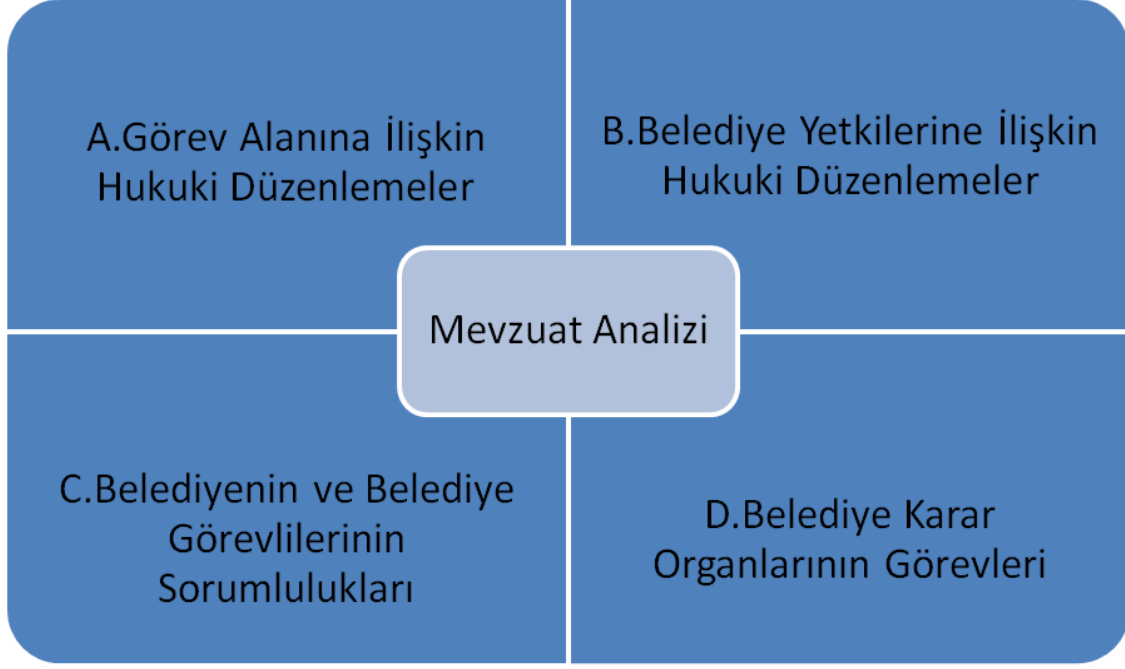 A.Görev Alanına İlişkin
Hukuki Düzenlemeler
B.Belediye Yetkilerine İlişkin
Hukuki Düzenlemeler
Mevzuat Analizi
C.Belediyenin ve Belediye
Görevlilerinin
Sorumlulukları
D.Belediye Karar
Organlarının Görevleri